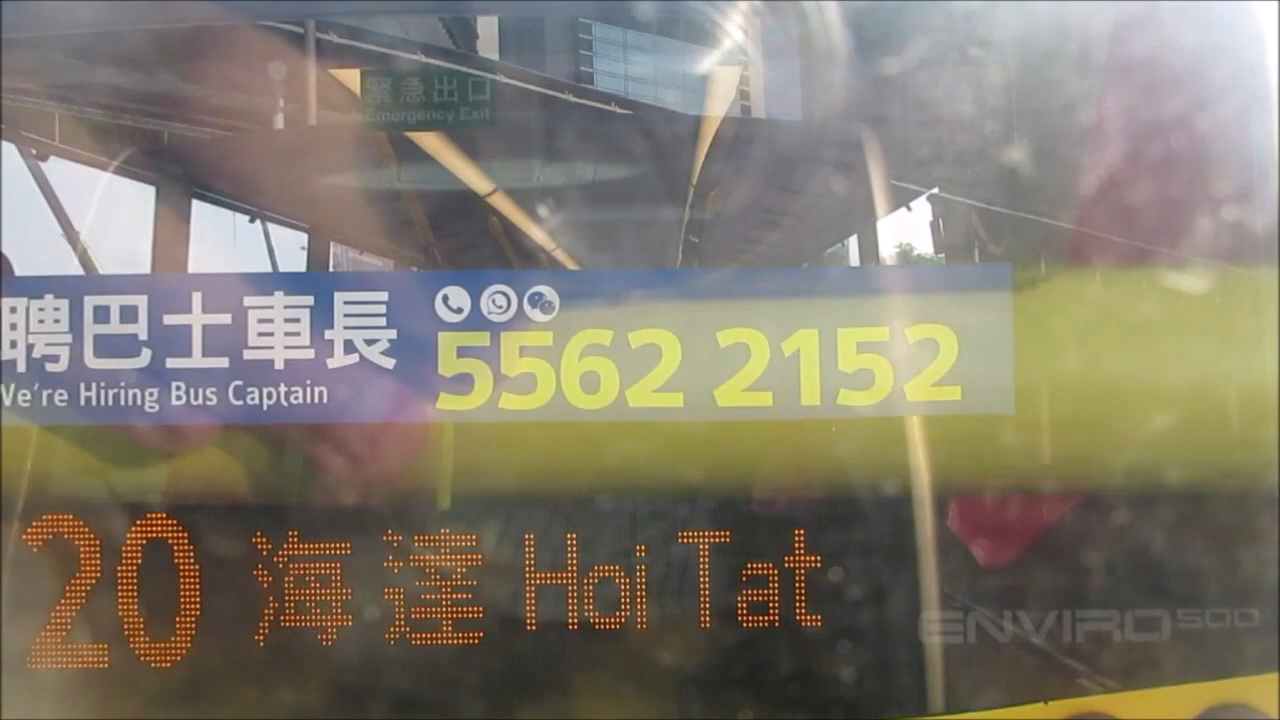 緊急出口
Emergency Exit
聘巴士車長
We're Hiring Bus Captain
5562 2152
20 海達 Hoi Tat
ENVIRO500